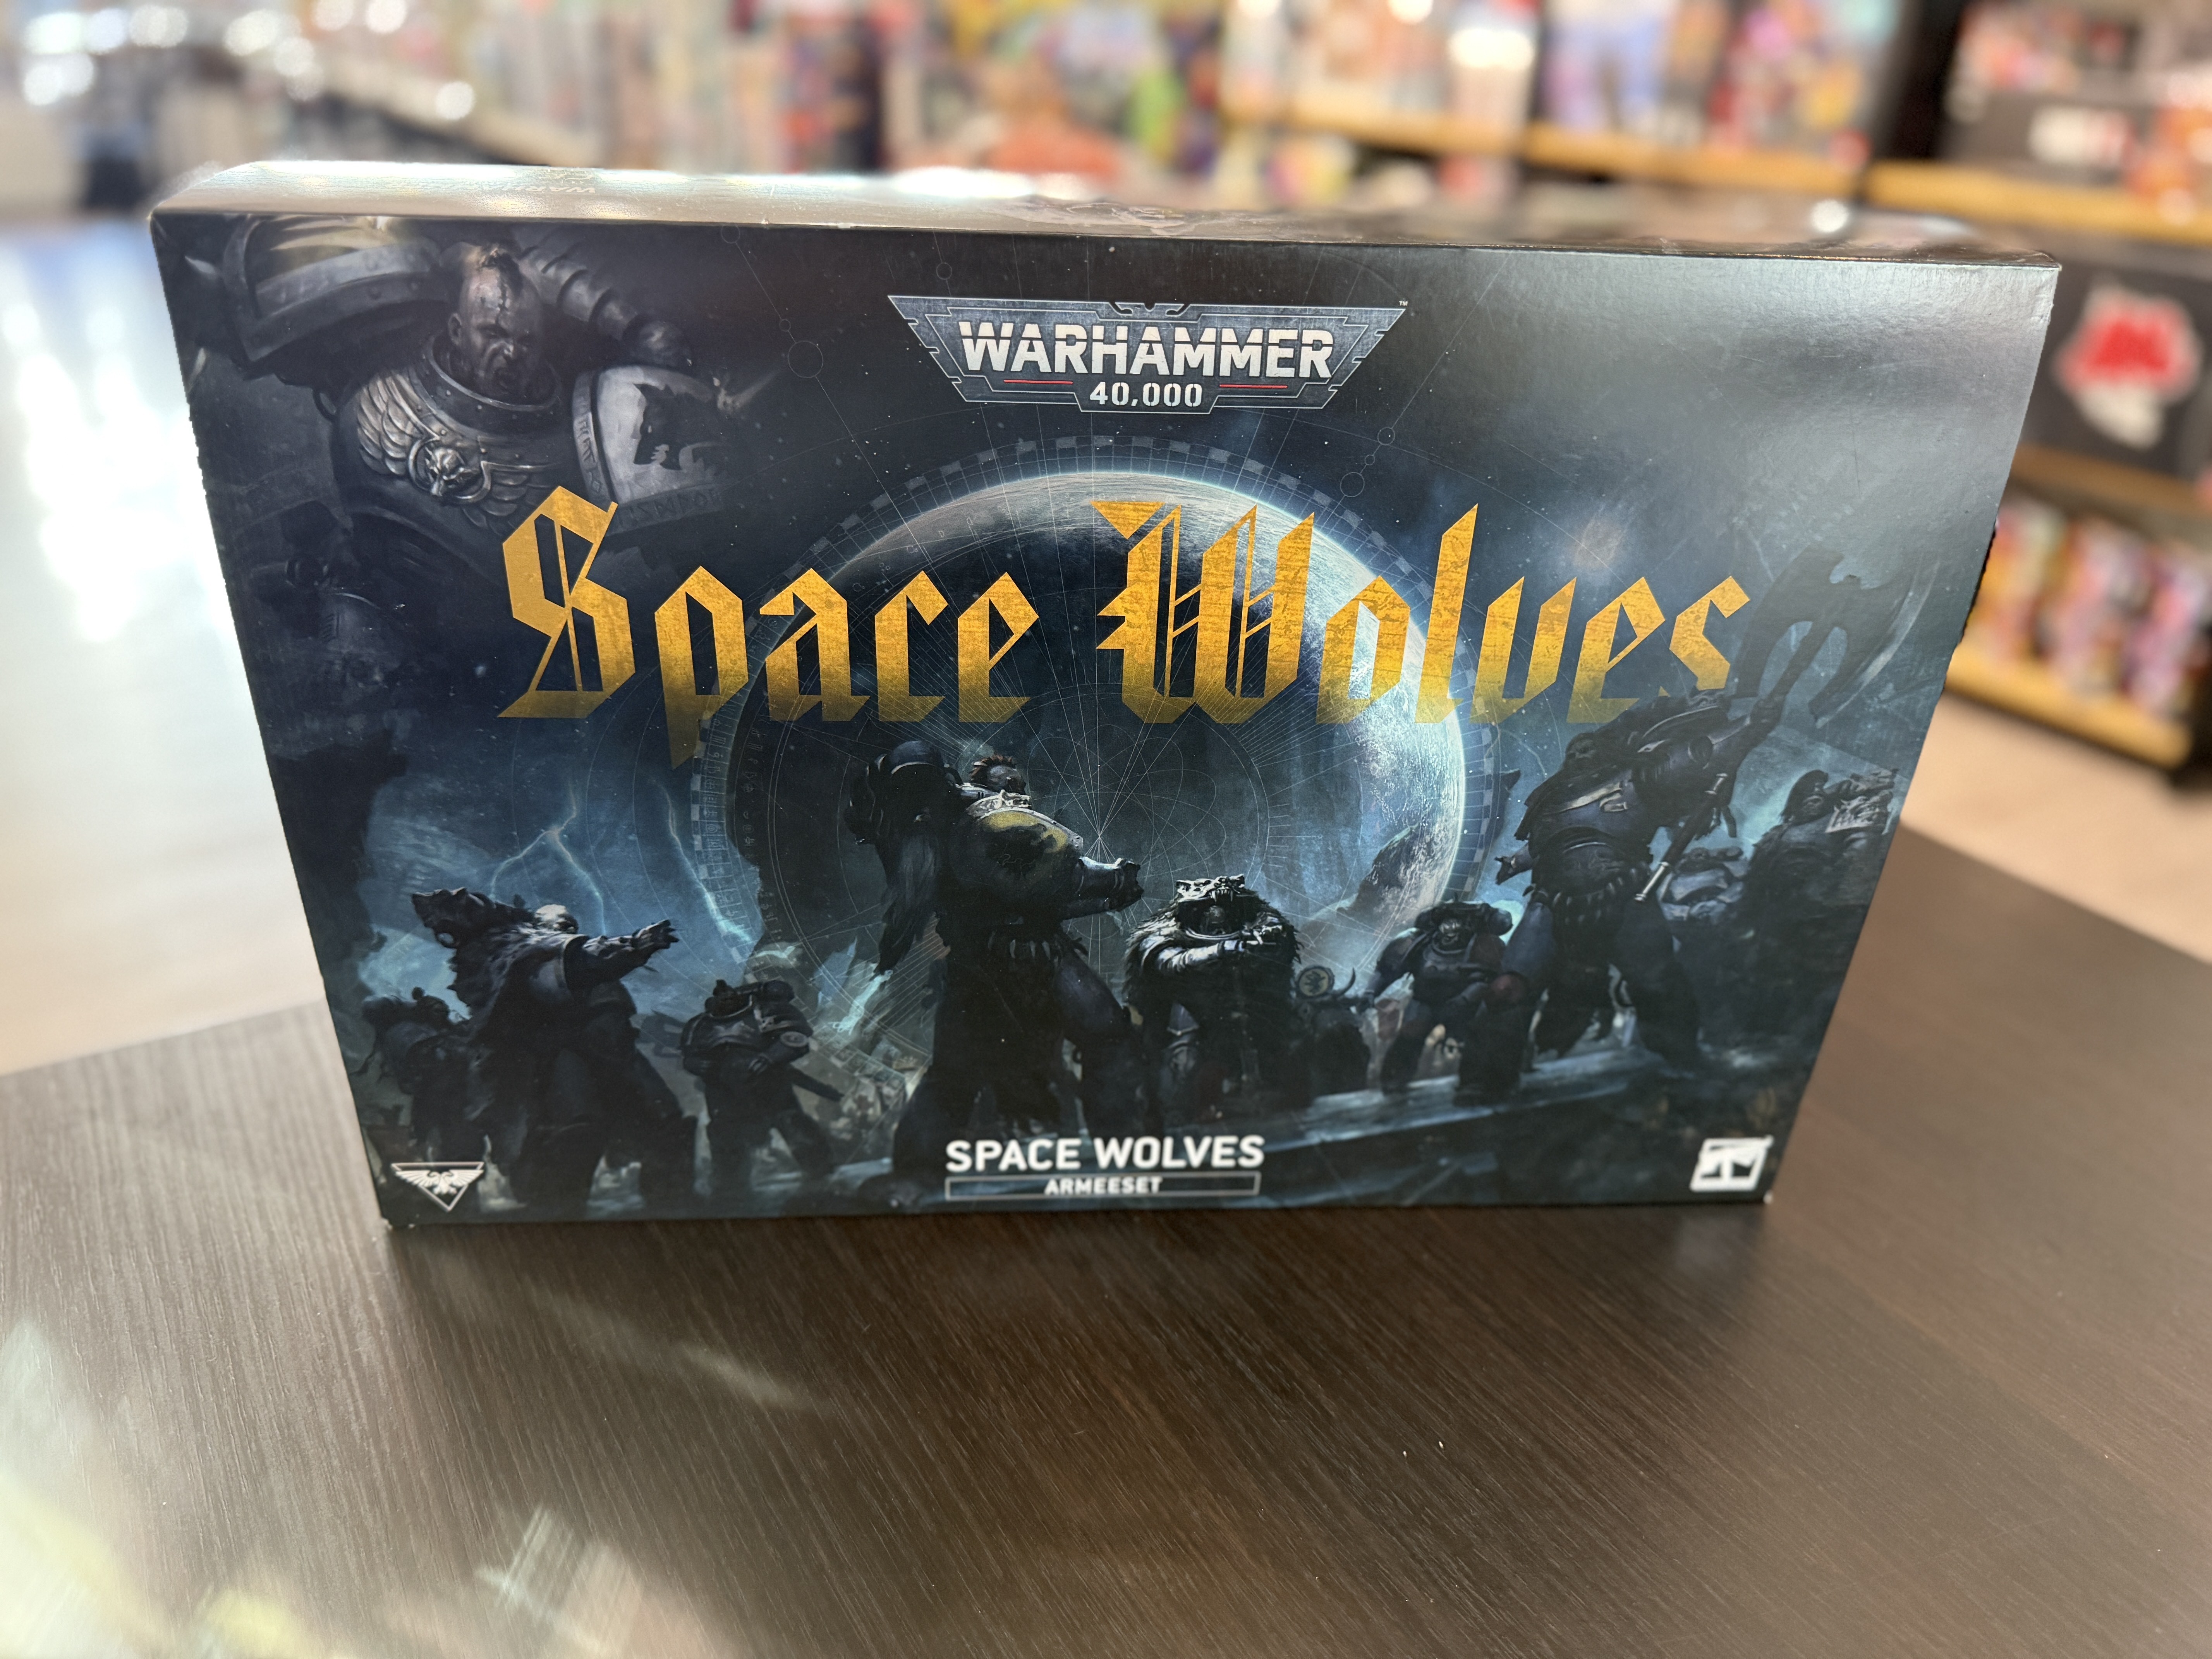 WARHAMMER
40,000
Space Wolves
SPACE WOLVES
ARMEESET